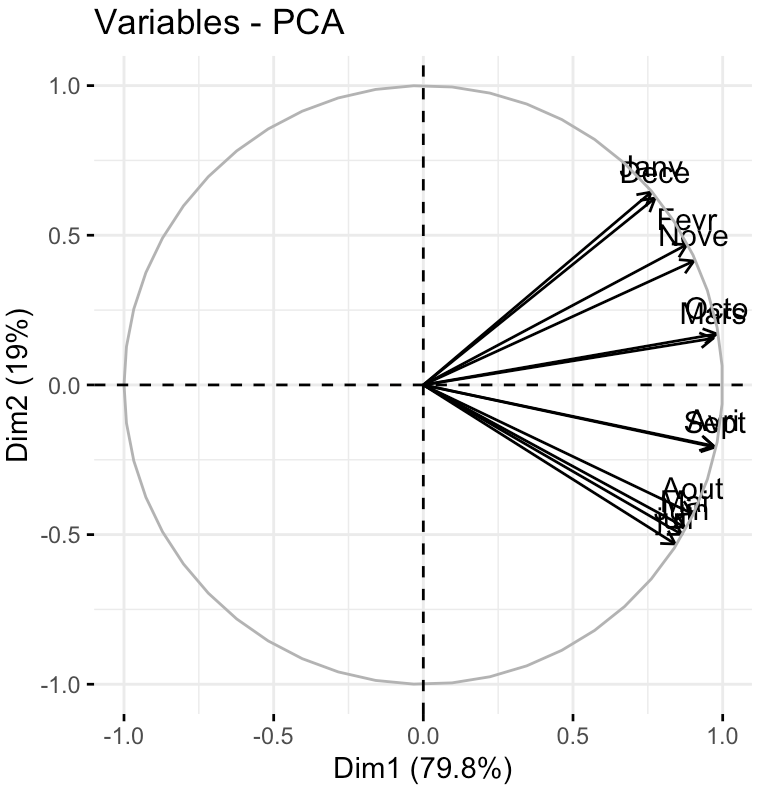 Variables - PCA
1.0
0.5
0.0
-0.5
-1.0
Dim2 (19%)
Janv
Dece
Fevr
Nove
Octo
Mars
Avri
Sept
Aout
-1.0
-0.5
0.0
0.5
1.0
Dim1 (79.8%)